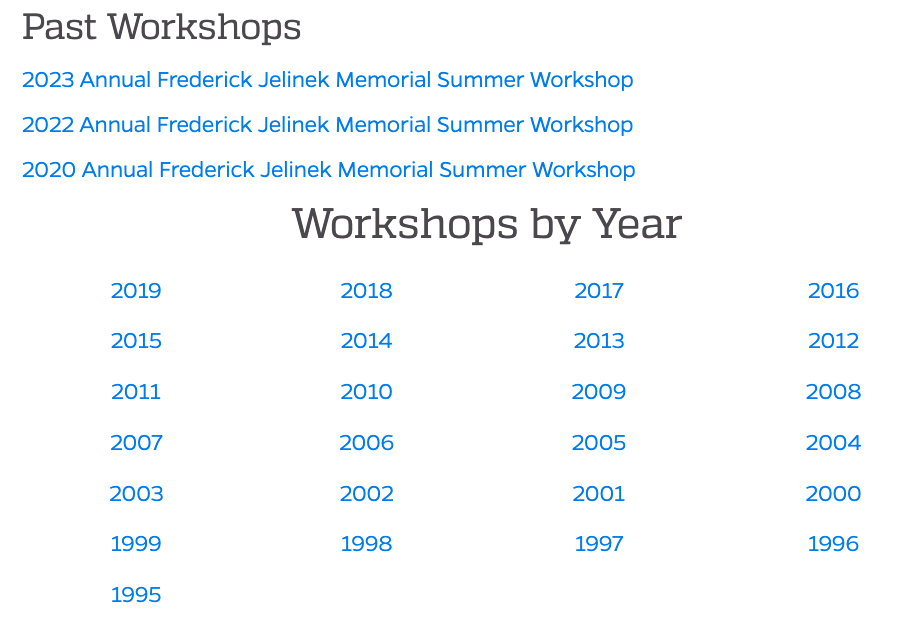 Past Workshops
2023 Annual Frederick Jelinek Memorial Summer Workshop
2022 Annual Frederick Jelinek Memorial Summer Workshop
2020 Annual Frederick Jelinek Memorial Summer Workshop
Workshops by Year
2019 2018 2017 2016
2015 2014 2013 2012
2011 2010 2009 2008
2007 2006 2005 2004
2003 2002 2001 2000
1999 1998 1997 1996
1995